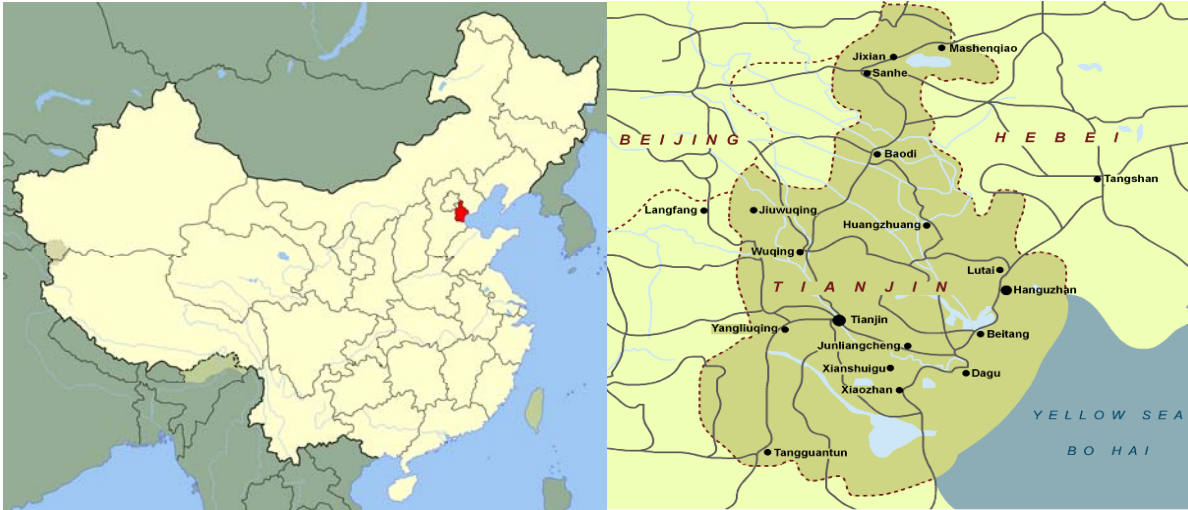 Mashenqiao
Jixian
Sanhe
BEIJING
HEBEI
Baodi
Tangshan
Langfang
Jiuwuqing
Huangzhuang
Wuqing
Lutai
TIANJIN
Hanguzhan
Tianjin
Yangliuqing
Beitang
Junliangcheng
Xianshuigu
Dagu
Xiaozhan
YELLOW SEA
BO HAI
Tangguantun